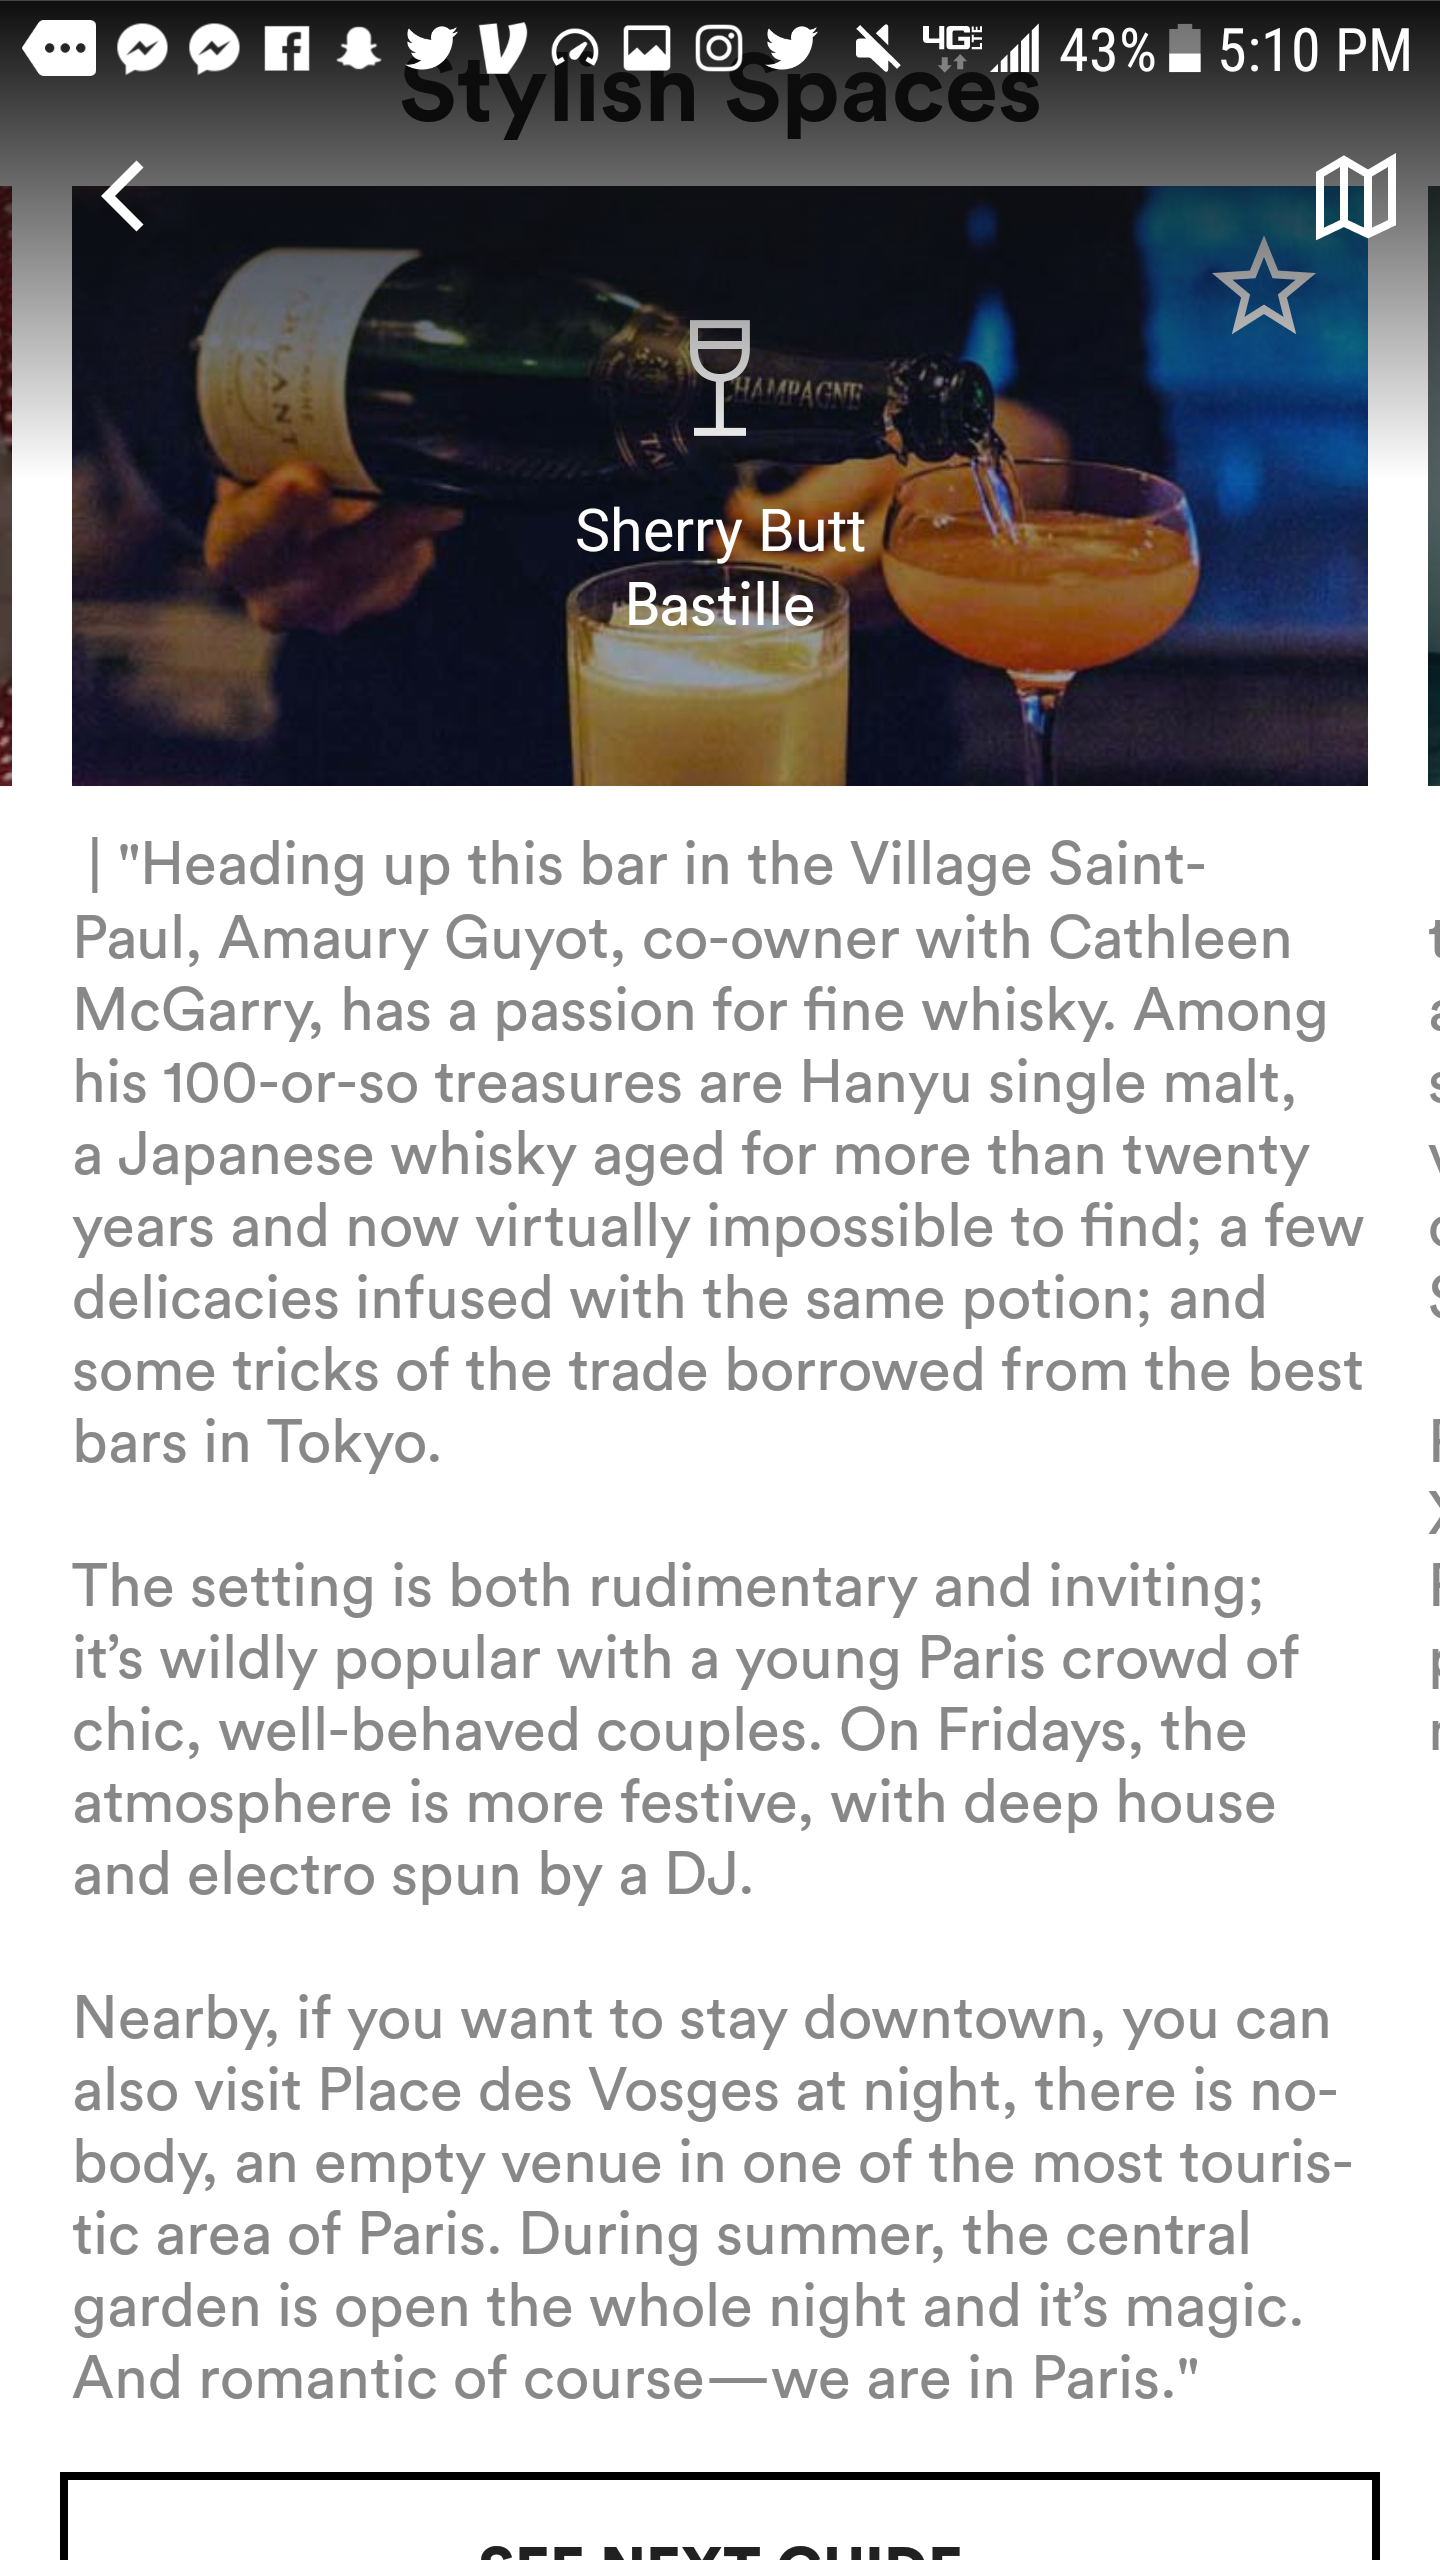 43% 5:10 PM
Stylish Spaces
CHAMPAGNE
Sherry Butt
Bastille
| "Heading up this bar in the Village Saint-
Paul, Amaury Guyot, co-owner with Cathleen
McGarry, has a passion for fine whisky. Among
his 100-or-so treasures are Hanyu single malt,
a Japanese whisky aged for more than twenty
years and now virtually impossible to find; a few
delicacies infused with the same potion; and
some tricks of the trade borrowed from the best
bars in Tokyo.
The setting is both rudimentary and inviting;
it’s wildly popular with a young Paris crowd of
chic, well-behaved couples. On Fridays, the
atmosphere is more festive, with deep house
and electro spun by a DJ.
Nearby, if you want to stay downtown, you can
also visit Place des Vosges at night, there is no-
body, an empty venue in one of the most touris-
tic area of Paris. During summer, the central
garden is open the whole night and it’s magic.
And romantic of course—we are in Paris."
SEE NEXT GUIDE